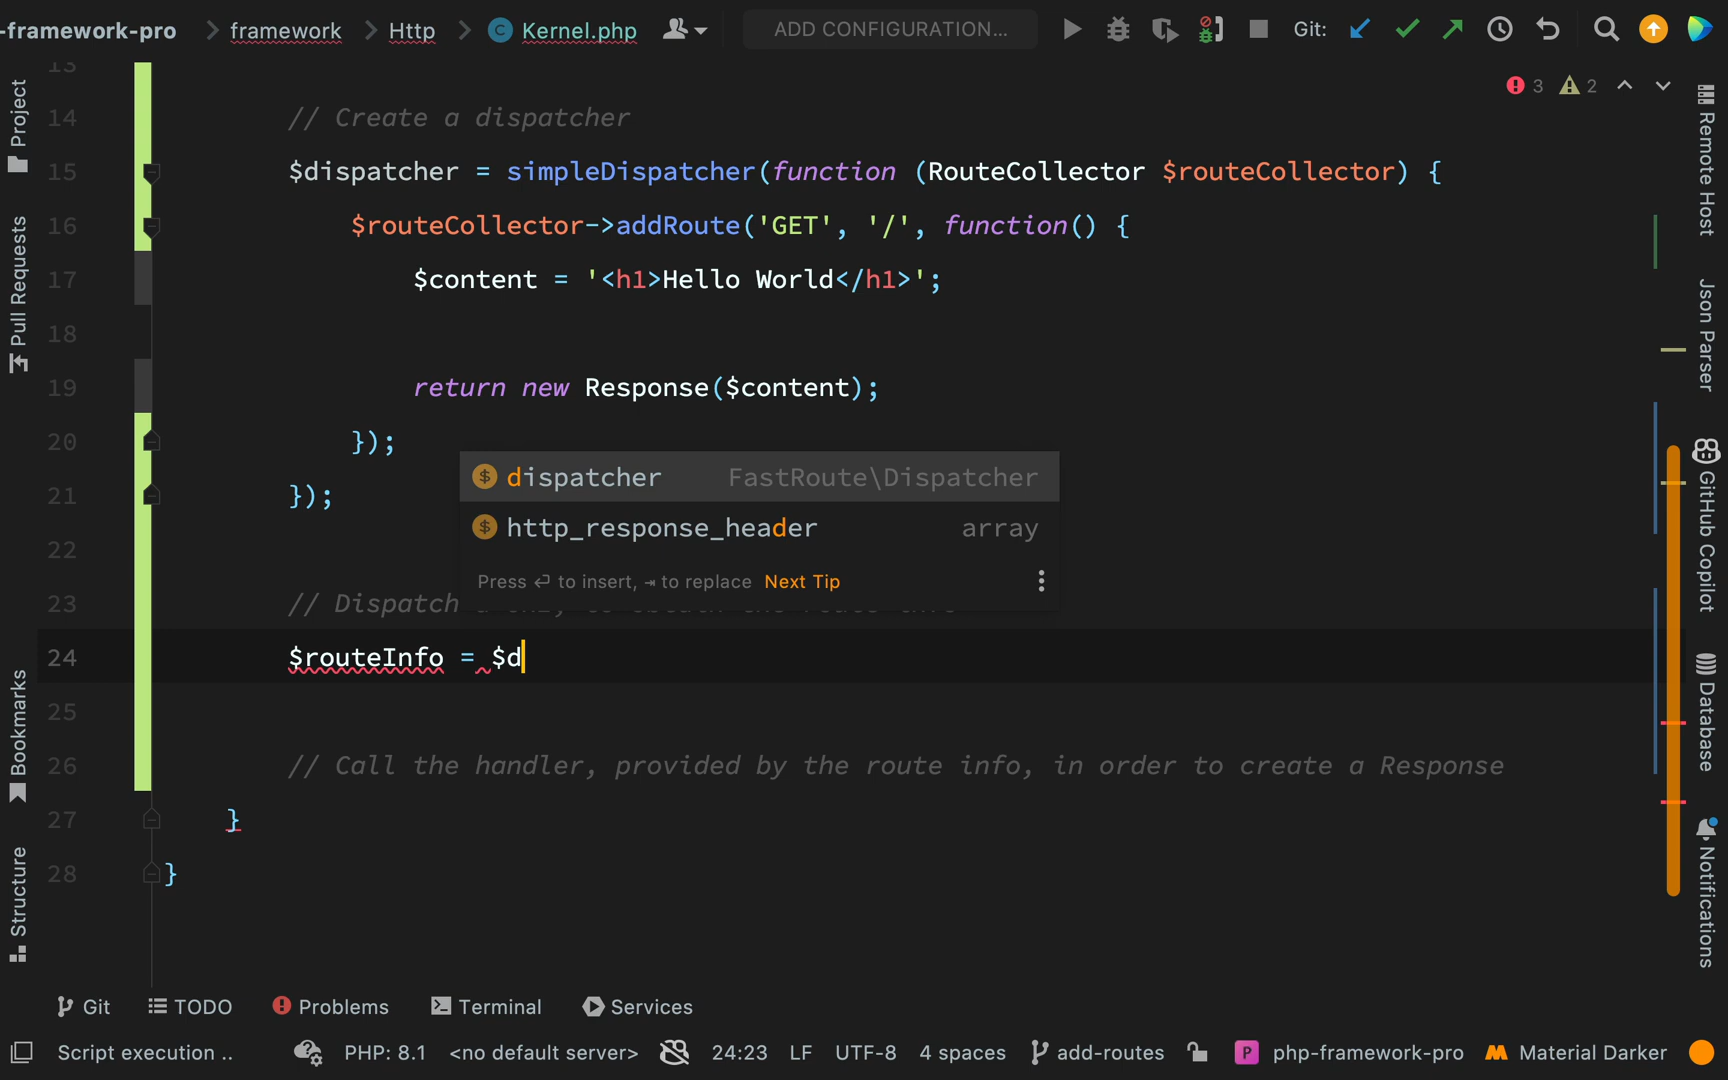 -framework-pro > framework > Http > Kernel.php ADD CONFIGURATION... Git:
3 2
13
14 // Create a dispatcher
15 $dispatcher = simpleDispatcher(function (RouteCollector $routeCollector) {
16 $routeCollector->addRoute('GET', '/', function() {
17 $content = '<h1>Hello World</h1>';
18
19 return new Response($content);
20 });
21 });
22
dispatcher FastRoute\Dispatcher
http_response_header array
Press ⏎ to insert, ⇥ to replace Next Tip
23 // Dispatch
24 $routeInfo = $d
25
26 // Call the handler, provided by the route info, in order to create a Response
27 }
28 }
Project
Pull Requests
Bookmarks
Structure
Remote Host
Json Parser
GitHub Copilot
Database
Notifications
Git TODO Problems Terminal Services
Script execution .. PHP: 8.1 <no default server> 24:23 LF UTF-8 4 spaces add-routes P php-framework-pro Material Darker